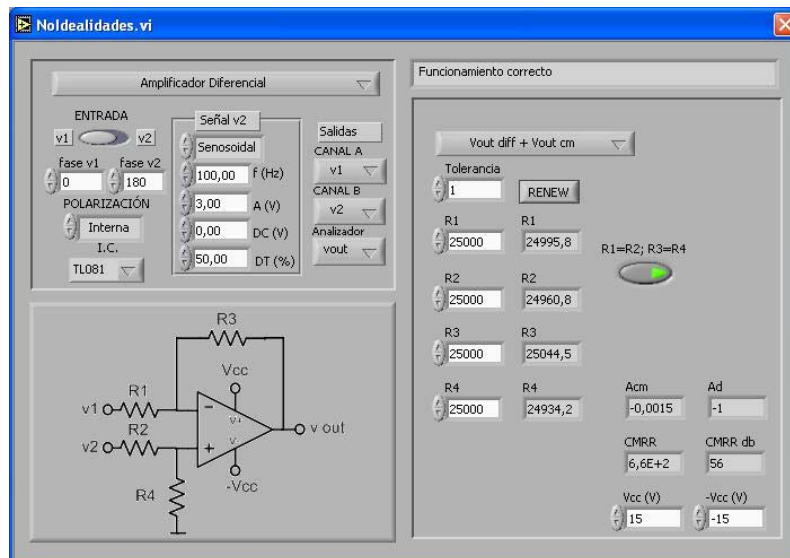 NoIdealidades.vi
Amplificador Diferencial
ENTRADA
v1 v2
fase v1 fase v2
0 180
POLARIZACIÓN
Interna
I.C.
TL081
Señal v2
Senosoidal
100,00 f (Hz)
3,00 A (V)
0,00 DC (V)
50,00 DT (%)
Salidas
CANAL A
v1
CANAL B
v2
Analizador
vout
R3
Vcc
R1
v1
R2
v2
-
+
V+
V-
v out
-Vcc
R4
Funcionamiento correcto
Vout diff + Vout cm
Tolerancia
1 RENEW
R1 R1
25000 24995,8
R1=R2; R3=R4
R2 R2
25000 24960,8
R3 R3
25000 25044,5
R4 R4
25000 24934,2
Acm Ad
-0,0015 -1
CMRR CMRR db
6,6E+2 56
Vcc (V) -Vcc (V)
15 -15